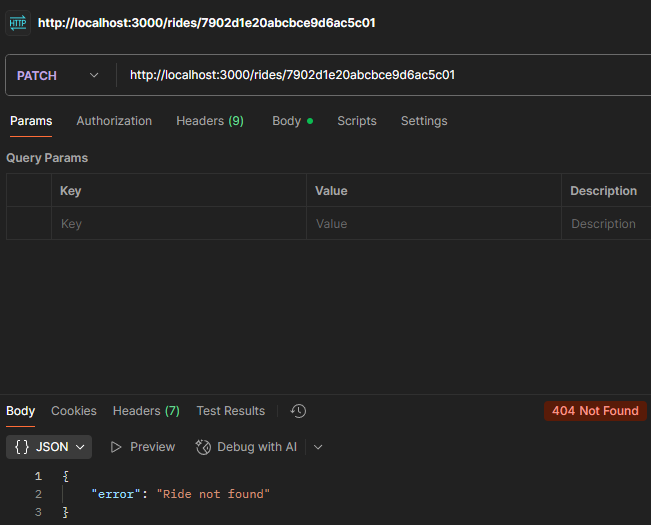 HTTP http://localhost:3000/rides/7902d1e20abcbce9d6ac5c01
PATCH http://localhost:3000/rides/7902d1e20abcbce9d6ac5c01
Params Authorization Headers (9) Body Scripts Settings
Query Params
Key Value Description
Key Value Description
Body Cookies Headers (7) Test Results 404 Not Found
{} JSON Preview Debug with AI
1 {
2 "error": "Ride not found"
3 }